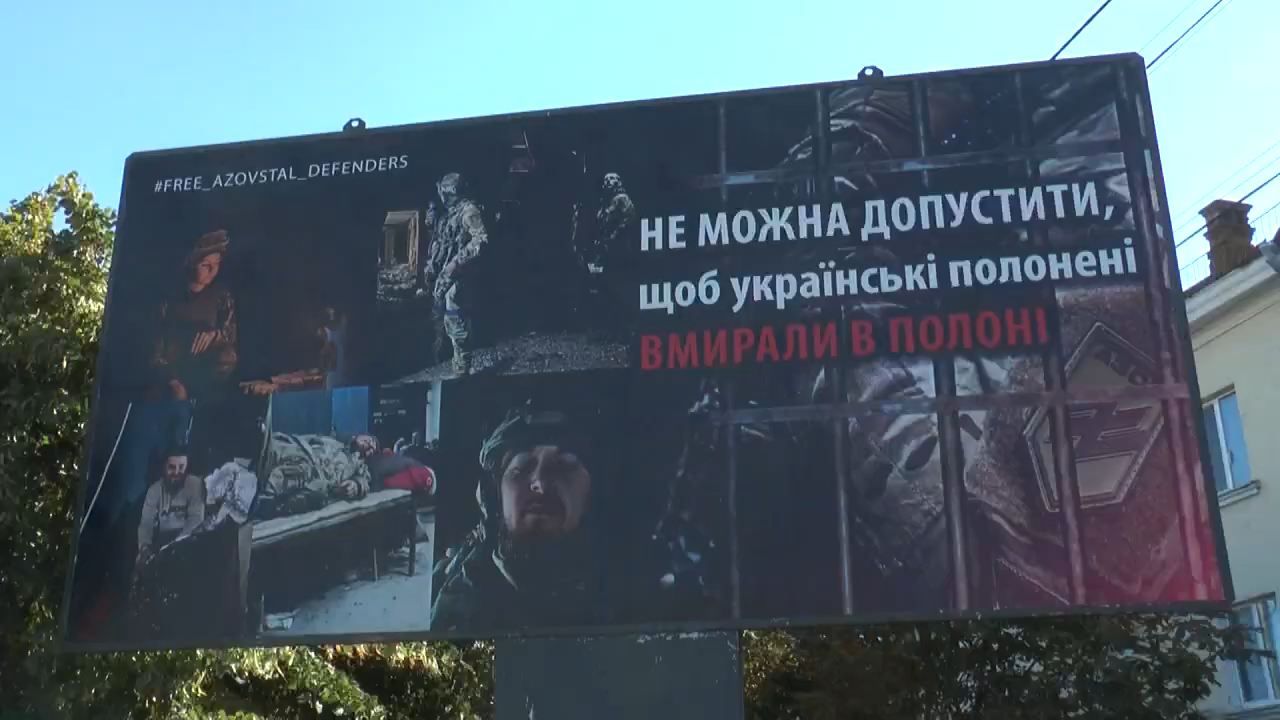 #FREE_AZOVSTAL_DEFENDERS
НЕ МОЖНА ДОПУСТИТИ,
щоб українські полонені
ВМИРАЛИ В ПОЛОНІ